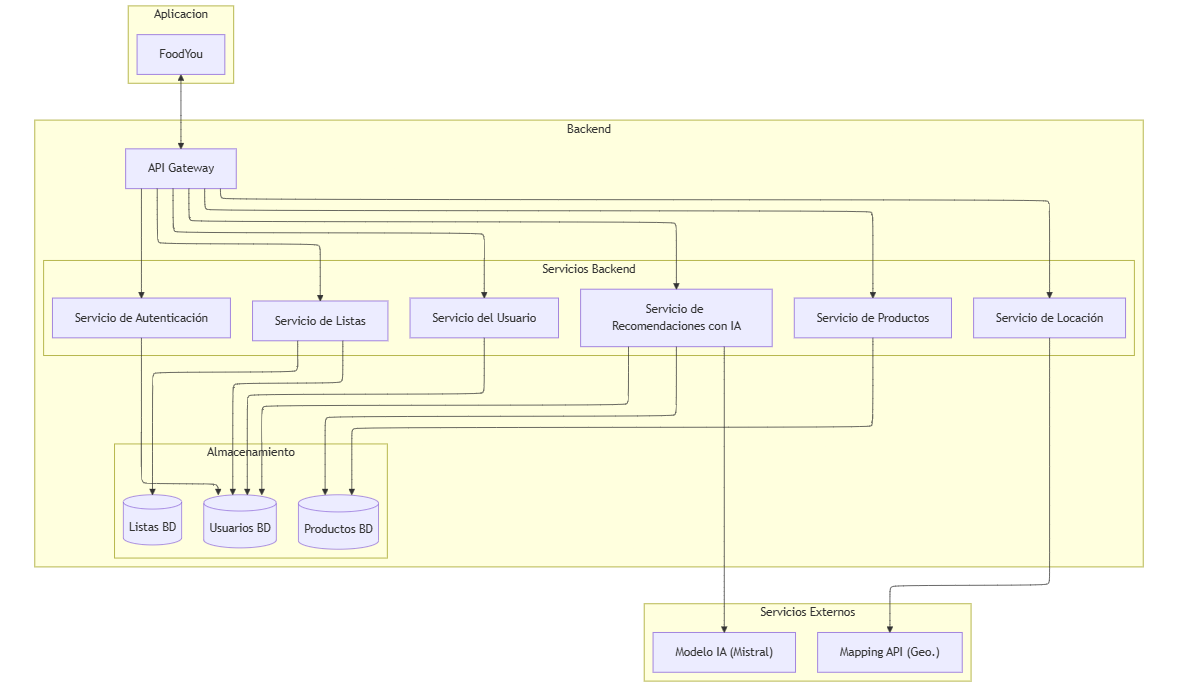 Aplicacion
FoodYou
Backend
API Gateway
Servicios Backend
Servicio de Autenticación
Servicio de Listas
Servicio del Usuario
Servicio de
Recomendaciones con IA
Servicio de Productos
Servicio de Locación
Almacenamiento
Listas BD
Usuarios BD
Productos BD
Servicios Externos
Modelo IA (Mistral)
Mapping API (Geo.)